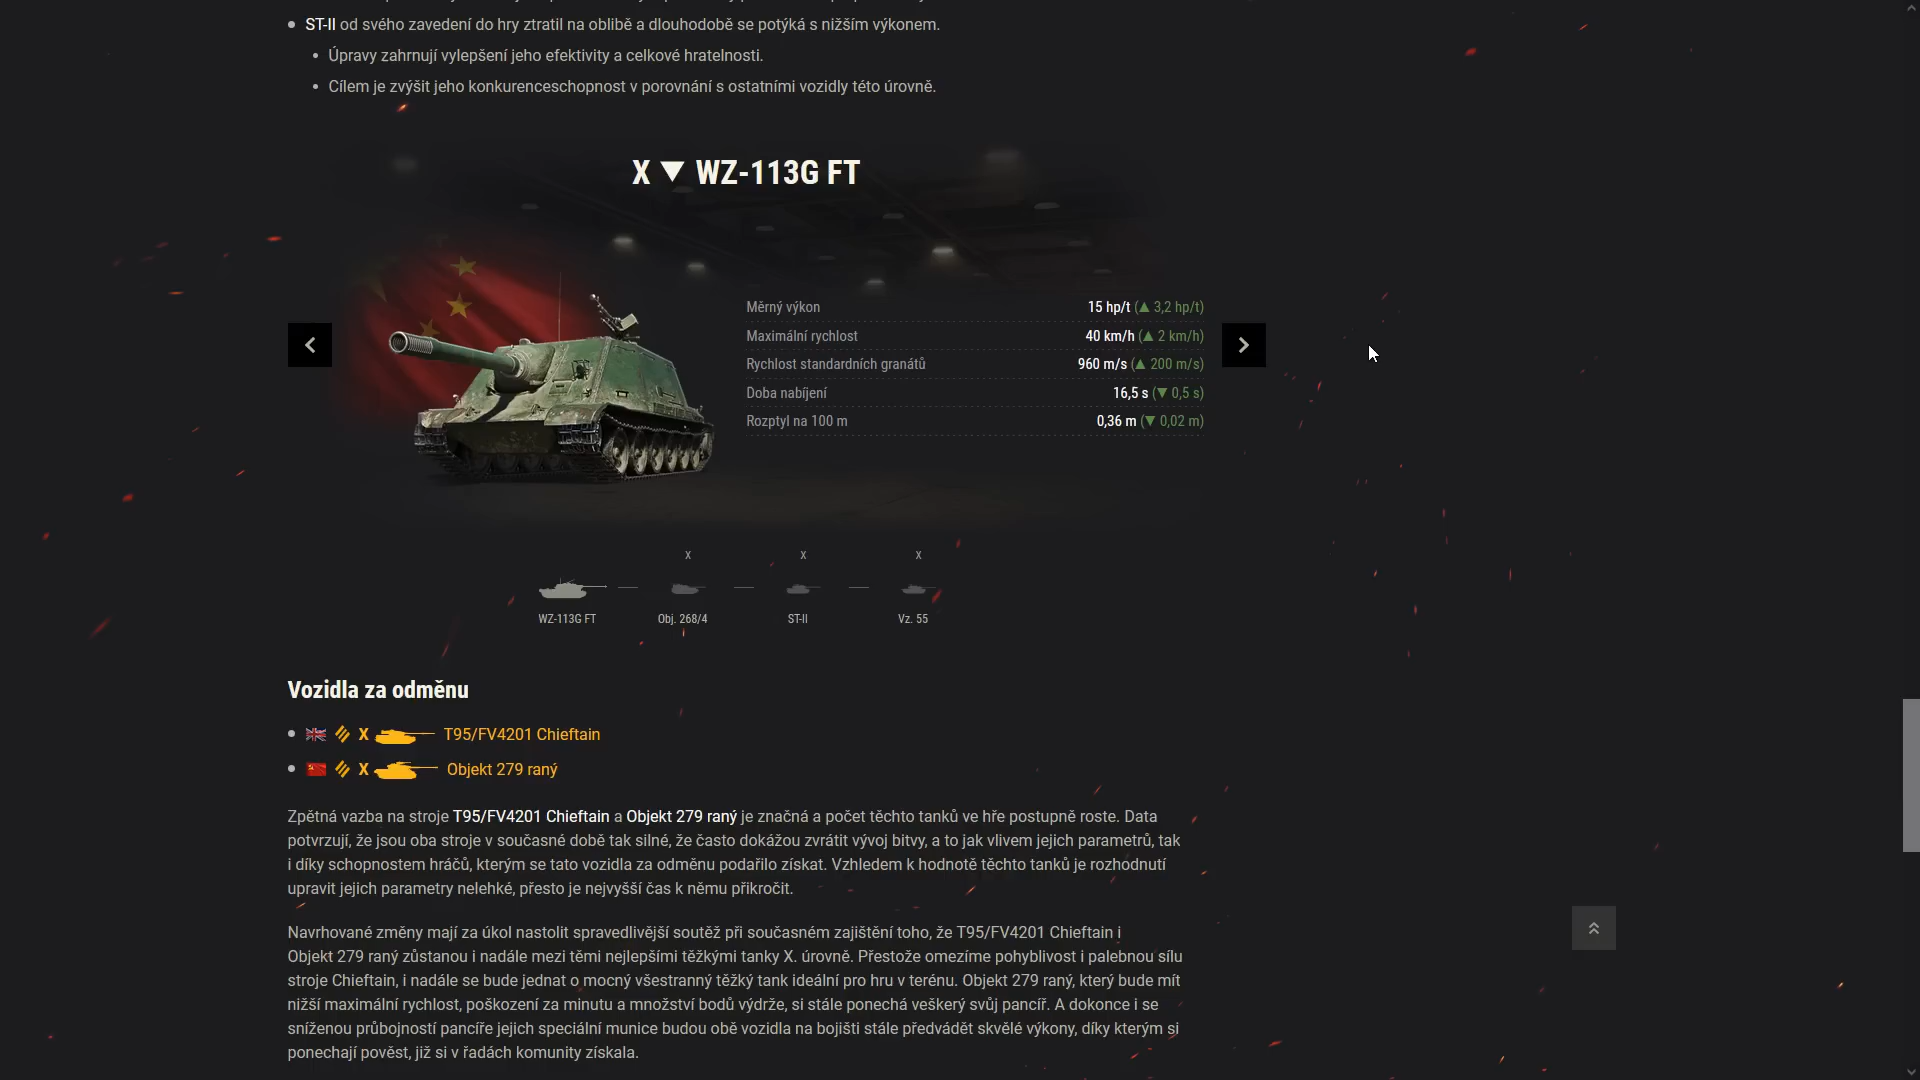 ST-II od svého zavedení do hry ztratil na oblibě a dlouhodobě se potýká s nižším výkonem.
Úpravy zahrnují vylepšení jeho efektivity a celkové hratelnosti.
Cílem je zvýšit jeho konkurenceschopnost v porovnání s ostatními vozidly této úrovně.
X ▼ WZ-113G FT
Měrný výkon 15 hp/t (▲ 3,2 hp/t)
Maximální rychlost 40 km/h (▲ 2 km/h)
Rychlost standardních granátů 960 m/s (▲ 200 m/s)
Doba nabíjení 16,5 s (▼ 0,5 s)
Rozptyl na 100 m 0,36 m (▼ 0,02 m)
X X X
WZ-113G FT Obj. 268/4 ST-II Vz. 55
Vozidla za odměnu
X T95/FV4201 Chieftain
X Objekt 279 raný
Zpětná vazba na stroje T95/FV4201 Chieftain a Objekt 279 raný je značná a počet těchto tanků ve hře postupně roste. Data
potvrzují, že jsou oba stroje v současné době tak silné, že často dokážou zvrátit vývoj bitvy, a to jak vlivem jejich parametrů, tak
i díky schopnostem hráčů, kterým se tato vozidla za odměnu podařilo získat. Vzhledem k hodnotě těchto tanků je rozhodnutí
upravit jejich parametry nelehké, přesto je nejvyšší čas k němu přikročit.
Navrhované změny mají za úkol nastolit spravedlivější soutěž při současném zajištění toho, že T95/FV4201 Chieftain i
Objekt 279 raný zůstanou i nadále mezi těmi nejlepšími těžkými tanky X. úrovně. Přestože omezíme pohyblivost i palebnou sílu
stroje Chieftain, i nadále se bude jednat o mocný všestranný těžký tank ideální pro hru v terénu. Objekt 279 raný, který bude mít
nižší maximální rychlost, poškození za minutu a množství bodů výdrže, si stále ponechá veškerý svůj pancíř. A dokonce i se
sníženou průbojností pancíře jejich speciální munice budou obě vozidla na bojišti stále předvádět skvělé výkony, díky kterým si
ponechají pověst, již si v řadách komunity získala.